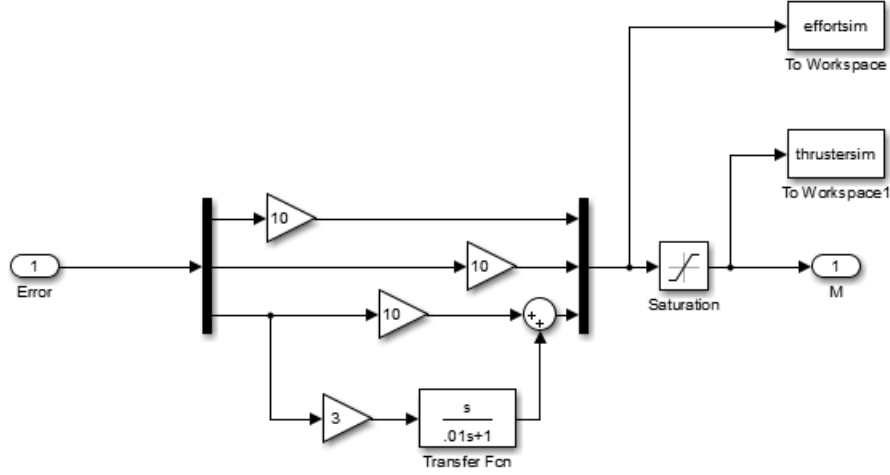 effortsim
To Workspace
thrustersim
To Workspace1
10
1
Error
10
Saturation
1
M
10
+
+
3
s
.01s+1
Transfer Fcn